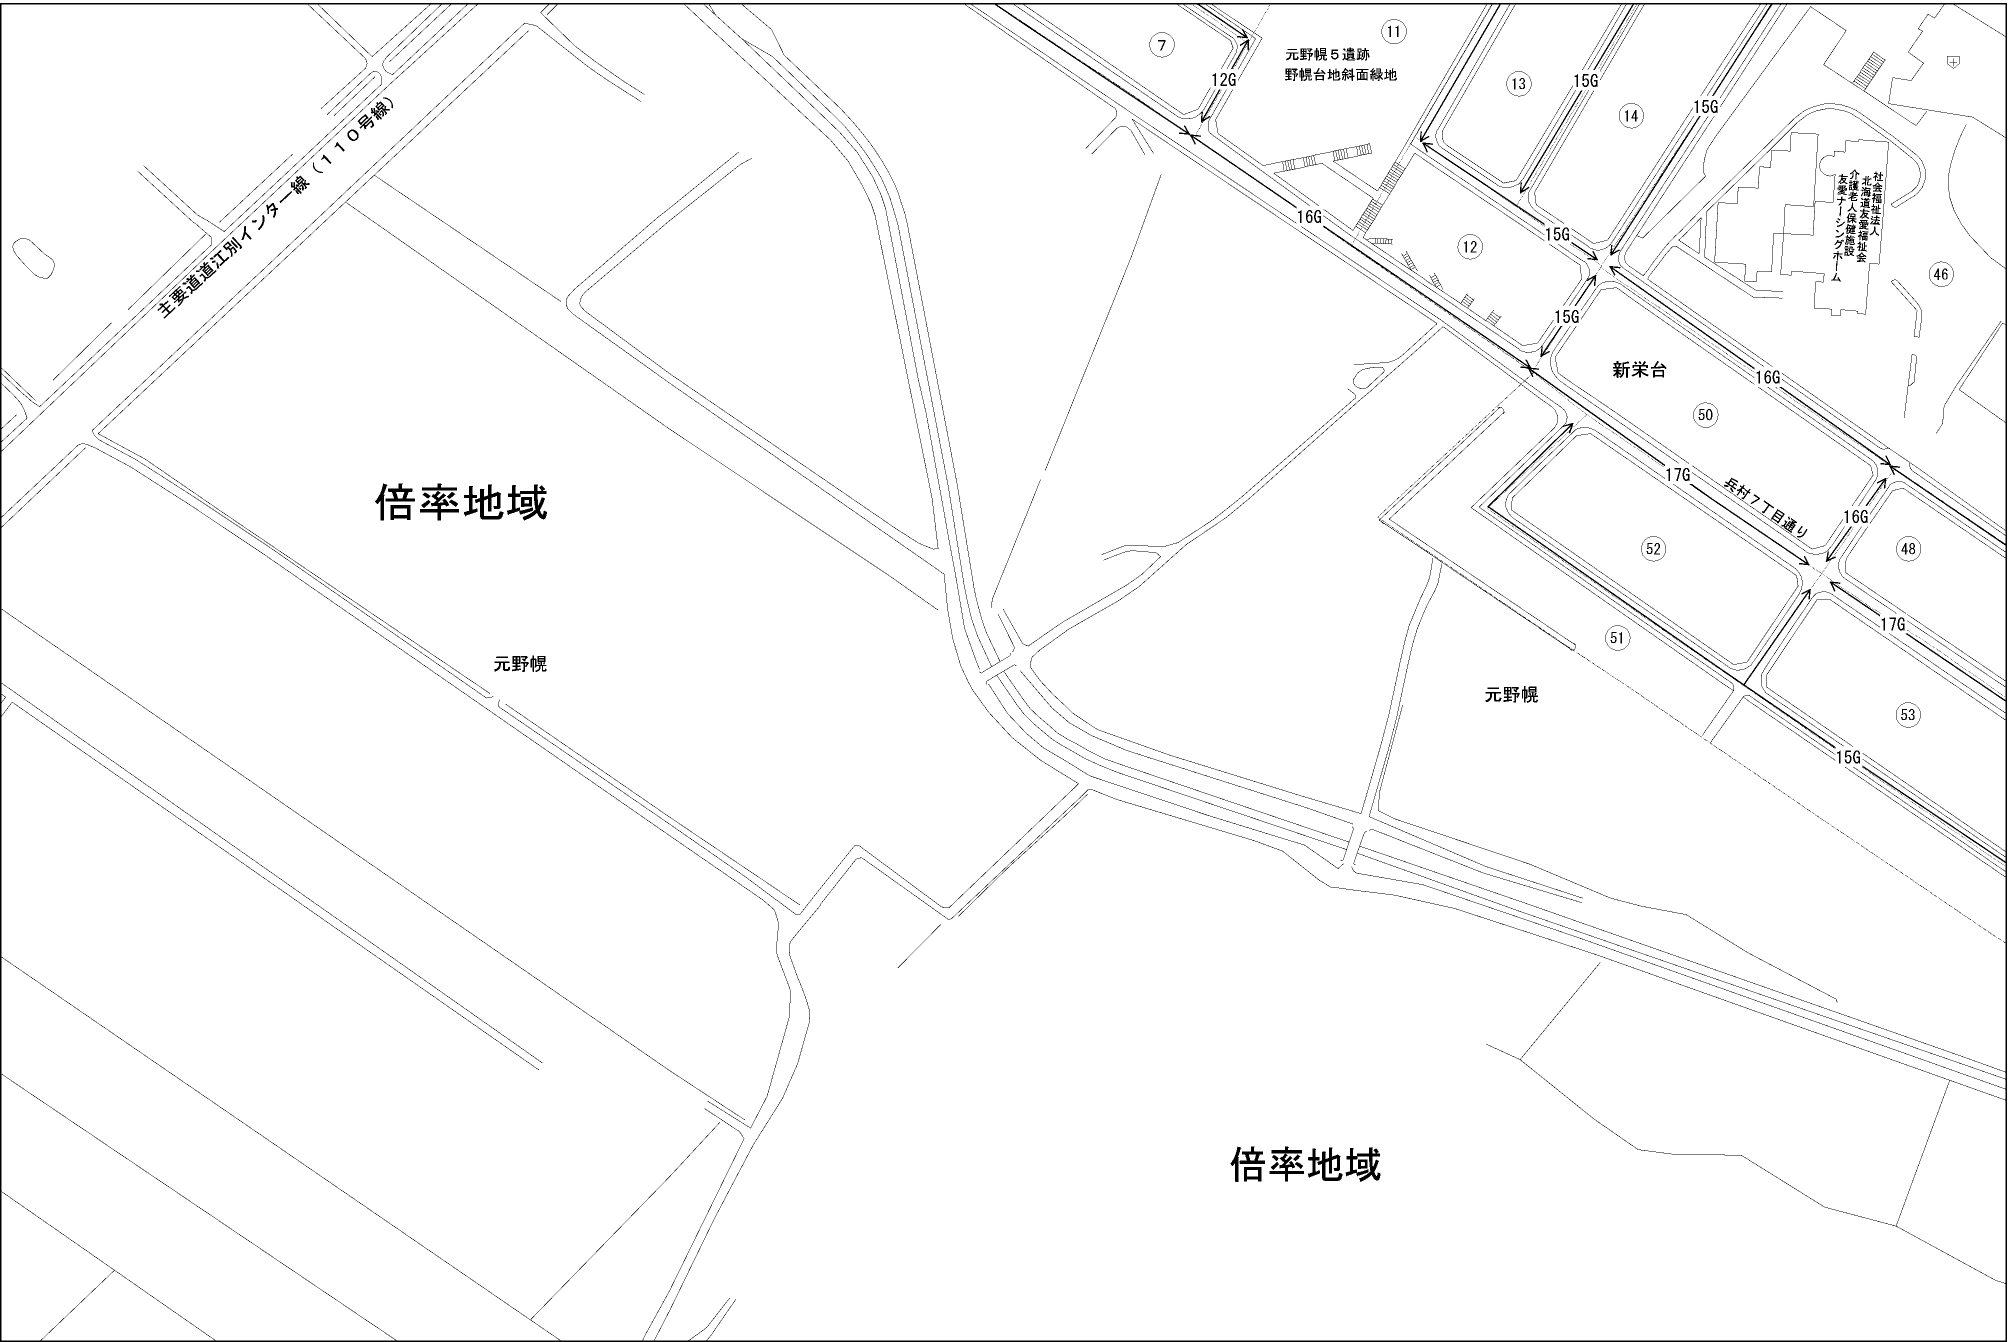 ⑦
⑪
元野幌５遺跡
野幌台地斜面緑地
12G
⑬
15G
⑭
15G
主要道道江別インター線（１１０号線）
社会福祉法人
北海道友愛福祉会
介護老人保健施設
友愛ナーシングホーム
16G
⑫
15G
㊻
15G
新栄台
16G
㊿
倍率地域
17G
兵村７丁目通り
16G
52
㊽
元野幌
51
17G
元野幌
53
15G
倍率地域